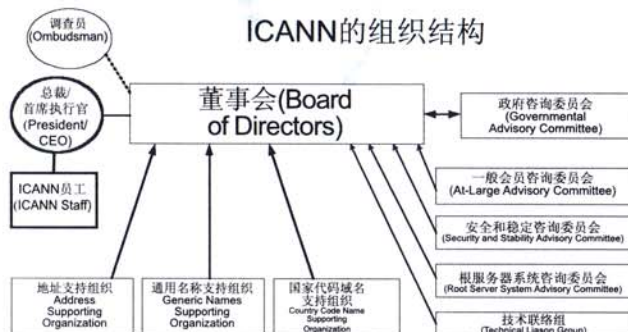 ICANN的组织结构
调查员
(Ombudsman)
总裁/
首席执行官
(President/
CEO)
ICANN员工
(ICANN Staff)
董事会(Board
of Directors)
政府咨询委员会
(Governmental
Advisory Committee)
一般会员咨询委员会
(At-Large Advisory Committee)
安全和稳定咨询委员会
(Security and Stability Advisory Committee)
根服务器系统咨询委员会
(Root Server System Advisory Committee)
技术联络组
(Technical Liason Group)
地址支持组织
Address
Supporting
Organization
通用名称支持组织
Generic Names
Supporting
Organization
国家代码域名
支持组织
Country Code Name
Supporting
Organization